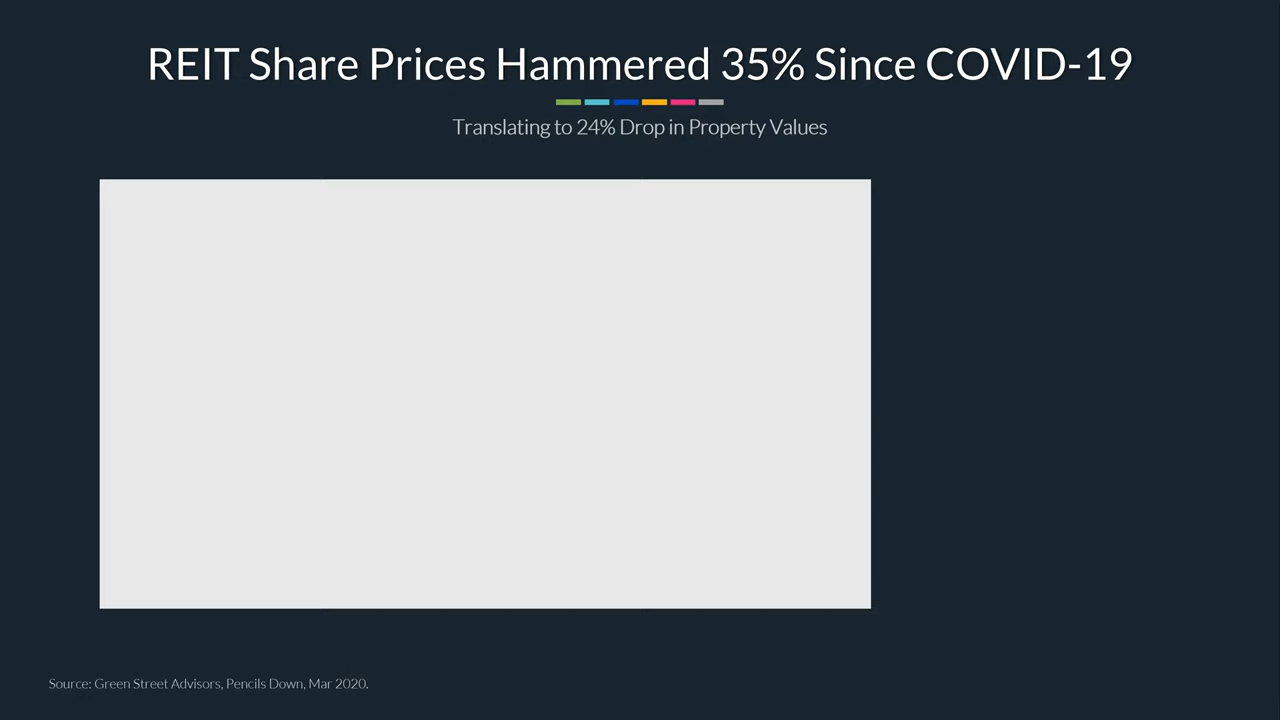 REIT Share Prices Hammered 35% Since COVID-19
Translating to 24% Drop in Property Values
Source: Green Street Advisors, Pencils Down, Mar 2020.